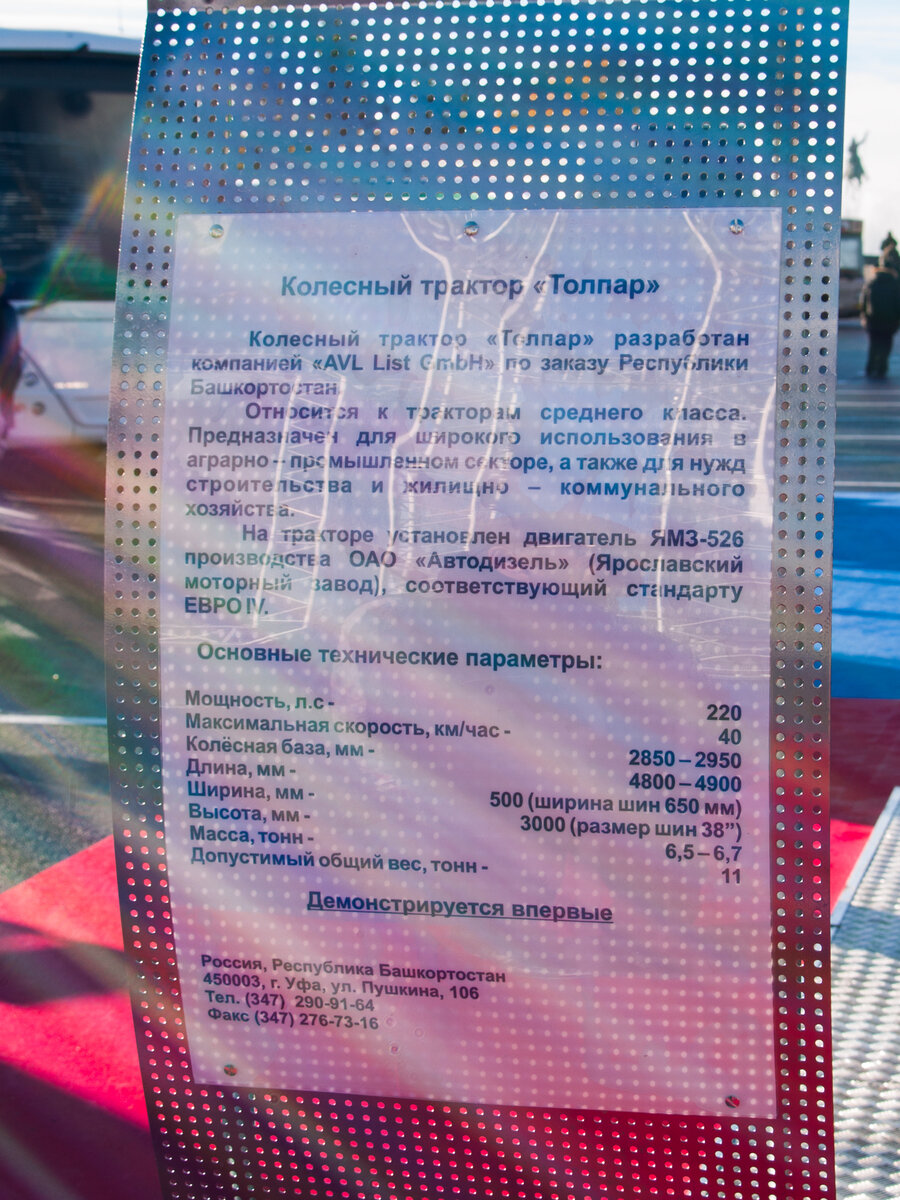 Колесный трактор «Толпар»
Колесный трактор «Толпар» разработан
компанией «AVL List GmbH» по заказу Республики
Башкортостан.
Относится к тракторам среднего класса.
Предназначен для широкого использования в
аграрно – промышленном секторе, а также для нужд
строительства и жилищно – коммунального
хозяйства.
На тракторе установлен двигатель ЯМЗ-526
производства ОАО «Автодизель» (Ярославский
моторный завод), соответствующий стандарту
ЕВРО IV.
Основные технические параметры:
Мощность, л.с - 220
Максимальная скорость, км/час - 40
Колёсная база, мм - 2850 – 2950
Длина, мм - 4800 – 4900
Ширина, мм - 500 (ширина шин 650 мм)
Высота, мм - 3000 (размер шин 38”)
Масса, тонн - 6,5 – 6,7
Допустимый общий вес, тонн - 11
Демонстрируется впервые
Россия, Республика Башкортостан
450003, г. Уфа, ул. Пушкина, 106
Тел. (347) 290-91-64
Факс (347) 276-73-16